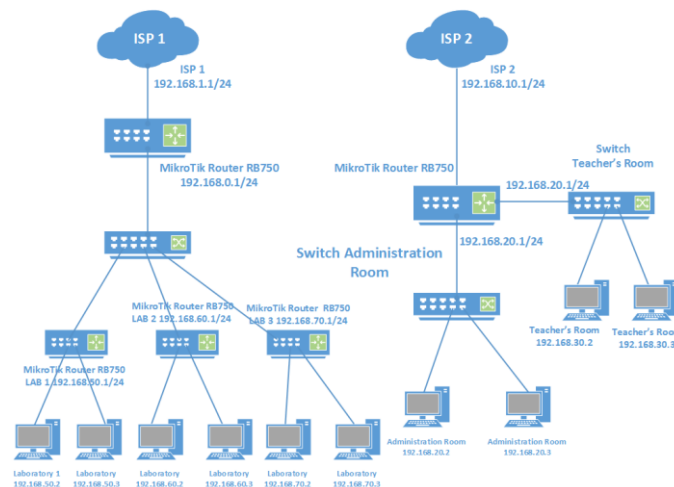 ISP 1
ISP 1
192.168.1.1/24
MikroTik Router RB750
192.168.0.1/24
MikroTik Router RB750
LAB 2 192.168.60.1/24
MikroTik Router RB750
LAB 3 192.168.70.1/24
MikroTik Router RB750
LAB 1 192.168.50.1/24
Laboratory 1
192.168.50.2
Laboratory
192.168.50.3
Laboratory
192.168.60.2
Laboratory
192.168.60.3
Laboratory
192.168.70.2
Laboratory
192.168.70.3
ISP 2
ISP 2
192.168.10.1/24
MikroTik Router RB750
Switch
Teacher's Room
192.168.20.1/24
192.168.20.1/24
Switch Administration
Room
Teacher's Room
192.168.30.2
Teacher's Room
192.168.30.3
Administration Room
192.168.20.2
Administration Room
192.168.20.3